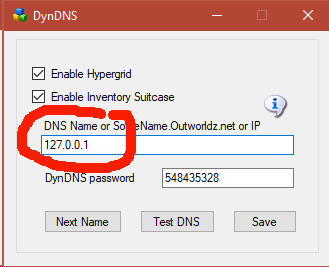 DynDNS
Enable Hypergrid
Enable Inventory Suitcase
DNS Name or SomeName.Outworldz.net or IP
127.0.0.1
DynDNS password
548435328
Next Name
Test DNS
Save